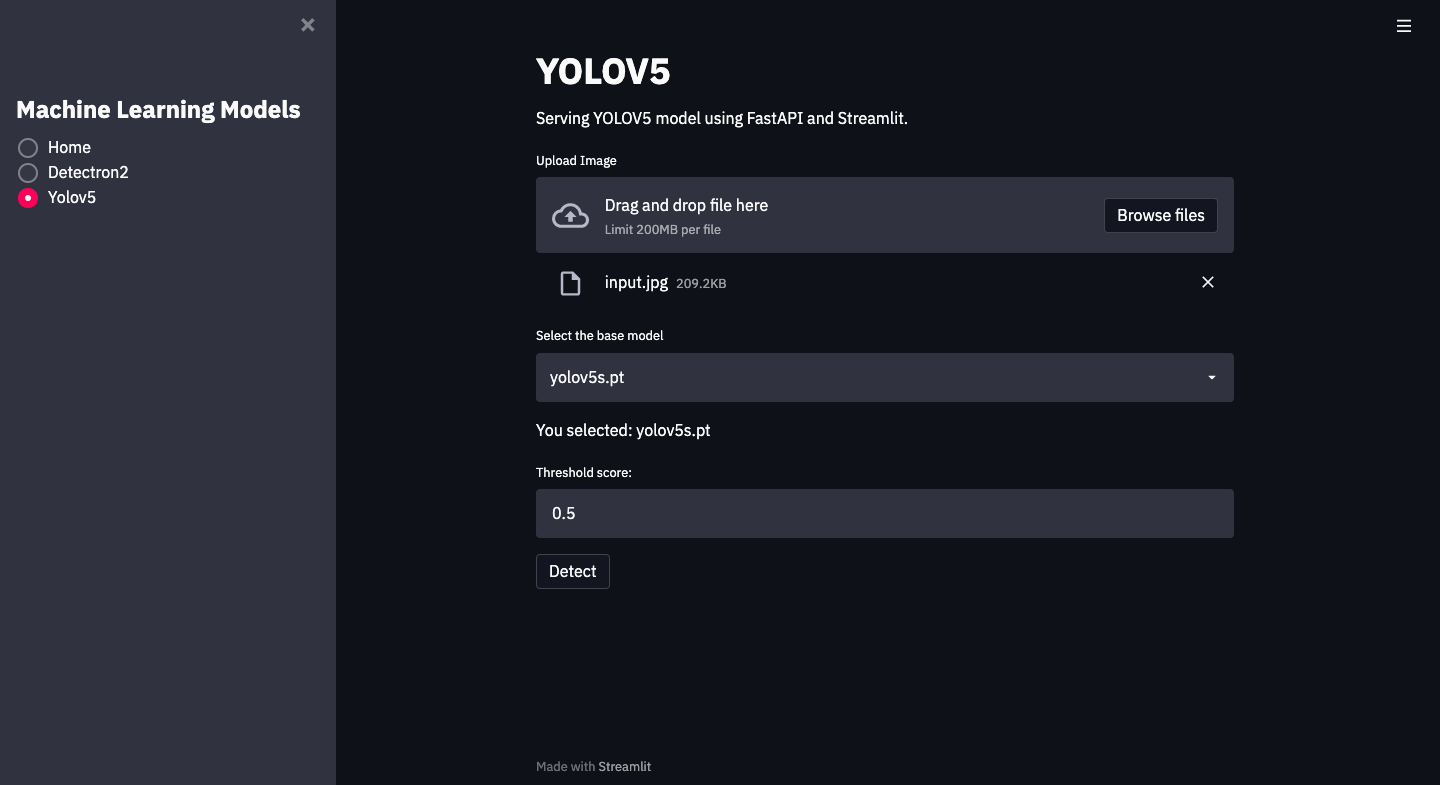 Machine Learning Models
Home
Detectron2
Yolov5
YOLOV5
Serving YOLOV5 model using FastAPI and Streamlit.
Upload Image
Drag and drop file here
Limit 200MB per file
Browse files
input.jpg 209.2KB
Select the base model
yolov5s.pt
You selected: yolov5s.pt
Threshold score:
0.5
Detect
Made with Streamlit